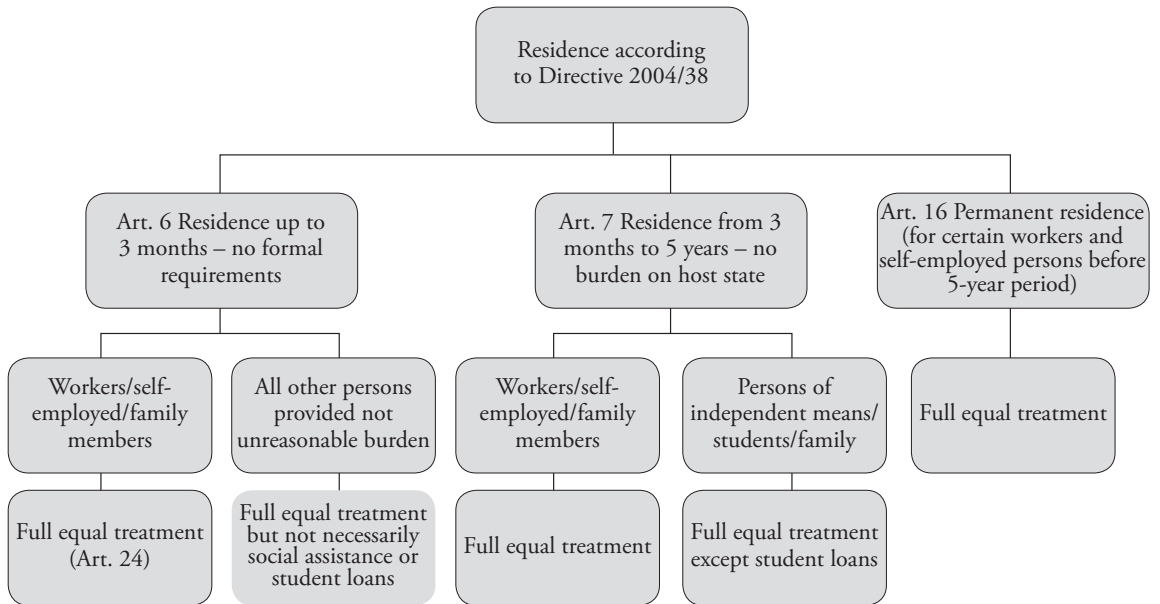 Residence according
to Directive 2004/38
Art. 6 Residence up to
3 months – no formal
requirements
Art. 7 Residence from 3
months to 5 years – no
burden on host state
Art. 16 Permanent residence
(for certain workers and
self-employed persons before
5-year period)
Workers/self-
employed/family
members
All other persons
provided not
unreasonable burden
Workers/self-
employed/family
members
Persons of
independent means/
students/family
Full equal treatment
Full equal treatment
(Art. 24)
Full equal treatment
but not necessarily
social assistance or
student loans
Full equal treatment
Full equal treatment
except student loans